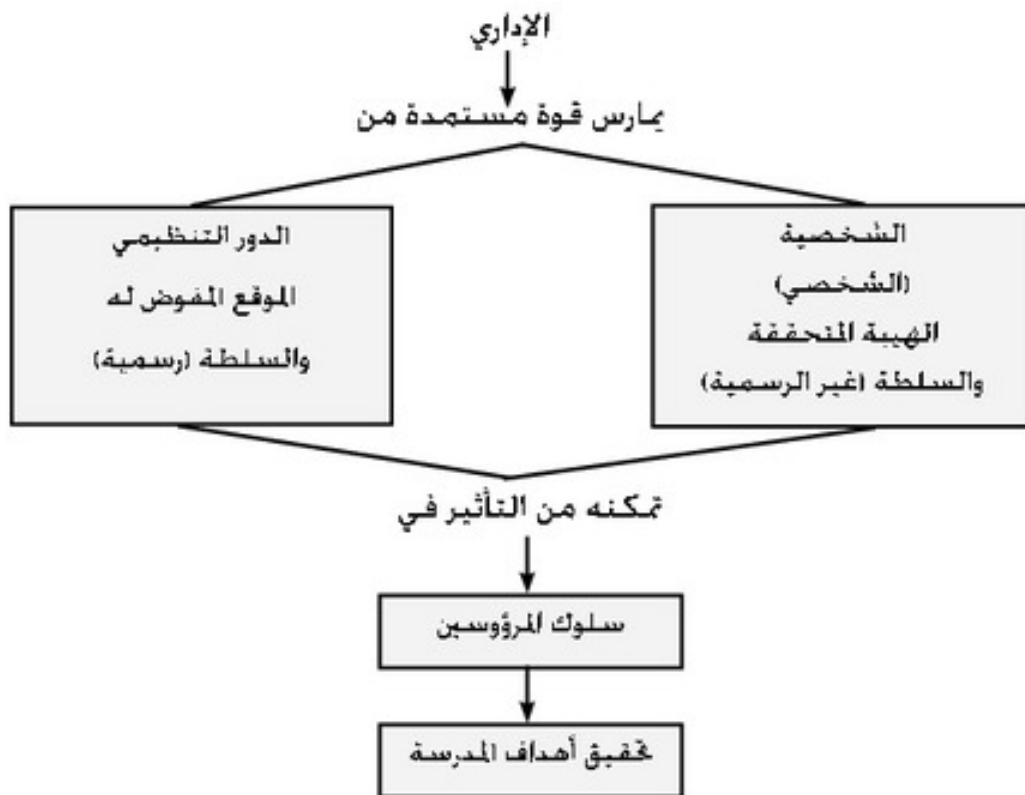 الإداري
يمارس قوة مستمدة من
الشخصية
(الشخصي)
الهيبة المتحققة
والسلطة (غير الرسمية)
الدور التنظيمي
الموقع المفوض له
والسلطة (رسمية)
تمكنه من التأثير في
سلوك المرؤوسين
تحقيق أهداف المدرسة